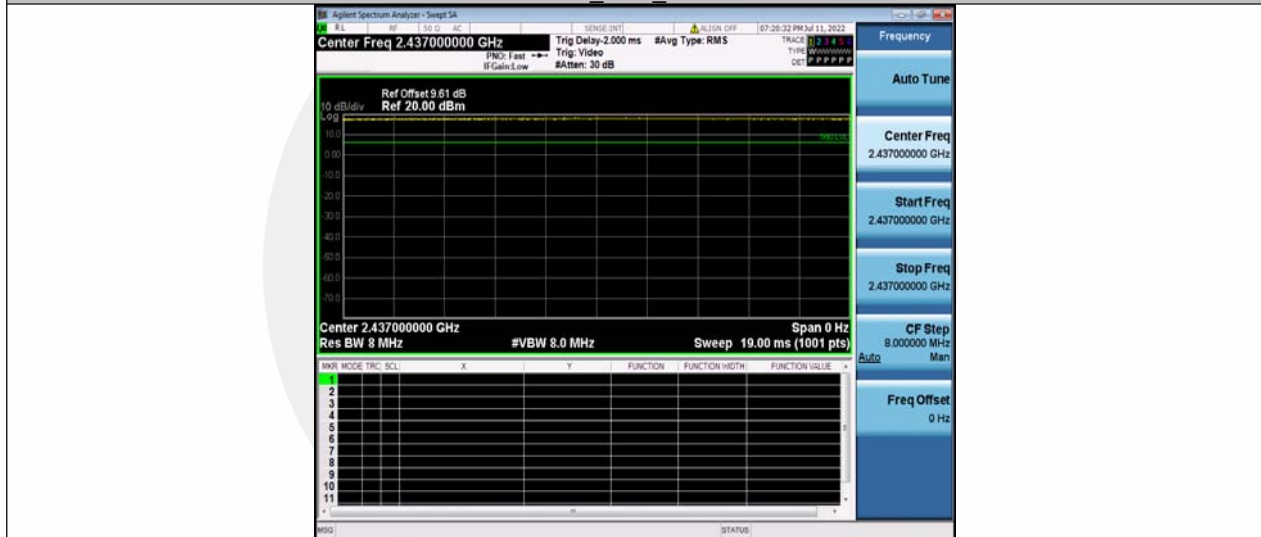 Agilent Spectrum Analyzer - Swept SA
RL RF 50 Ω AC SENSE:INT ALIGN OFF 07:20:32 PM Jul 11, 2022
Center Freq 2.437000000 GHz
PNO: Fast
IFGain:Low
Trig Delay-2.000 ms #Avg Type: RMS
Trig: Video
#Atten: 30 dB
TRACE 1 2 3 4 5 6
TYPE
DET P P P P P P
Frequency
Auto Tune
Ref Offset 9.61 dB
10 dB/div Ref 20.00 dBm
Log
10.0
0.00
-10.0
-20.0
-30.0
-40.0
-50.0
-60.0
-70.0
TRIG LVL
Center 2.437000000 GHz Span 0 Hz
Res BW 8 MHz #VBW 8.0 MHz Sweep 19.00 ms (1001 pts)
MKR MODE TRC SCL X Y FUNCTION FUNCTION WIDTH FUNCTION VALUE
1
2
3
4
5
6
7
8
9
10
11
MSG STATUS
Center Freq
2.437000000 GHz
Start Freq
2.437000000 GHz
Stop Freq
2.437000000 GHz
CF Step
8.000000 MHz
Auto Man
Freq Offset
0 Hz